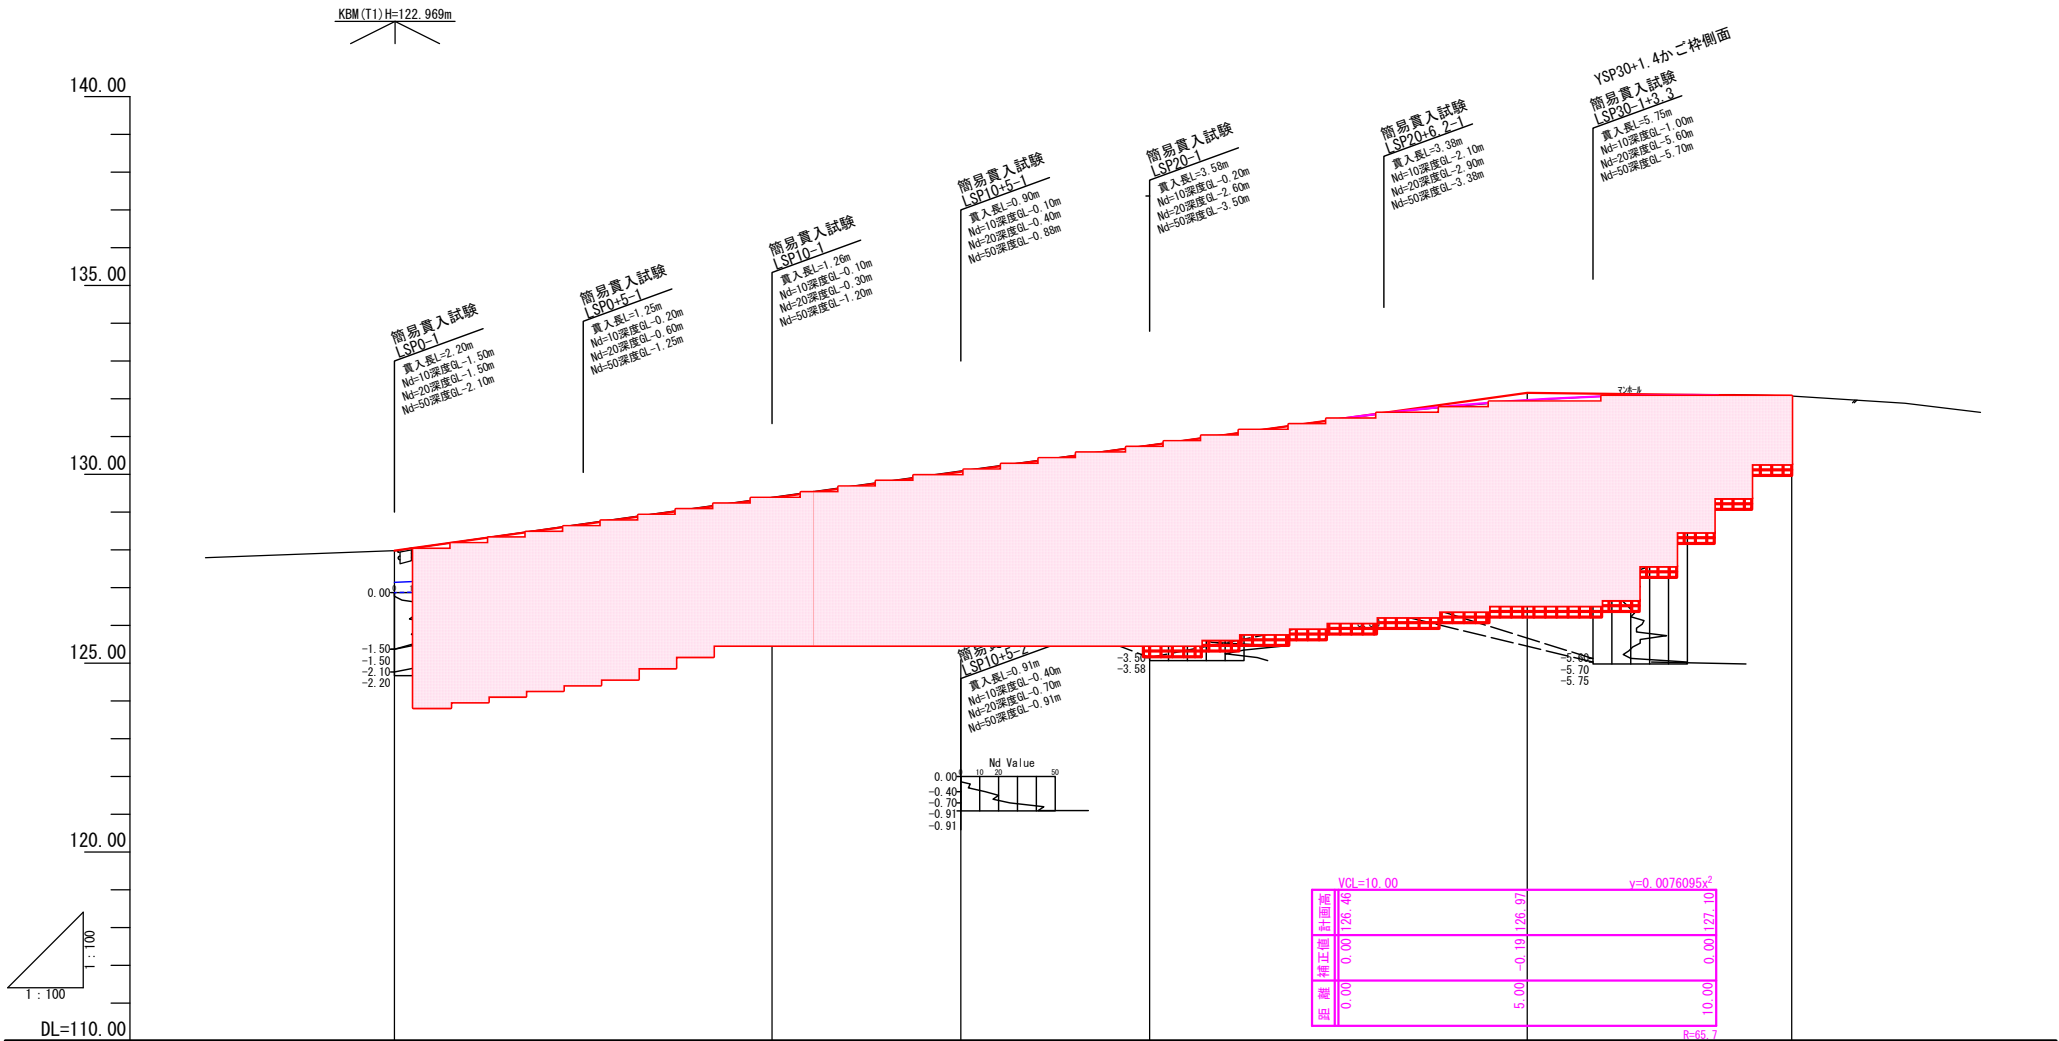 KBM(T1)H=122.969m
140.00
135.00
130.00
125.00
120.00
DL=110.00
1：100
1：100
簡易貫入試験
LSP0-1
貫入長L=2.20m
Nd=10深度GL-1.50m
Nd=20深度GL-1.50m
Nd=50深度GL-2.10m
簡易貫入試験
LSP0+5-1
貫入長L=1.25m
Nd=10深度GL-0.20m
Nd=20深度GL-0.60m
Nd=50深度GL-1.25m
簡易貫入試験
LSP10-1
貫入長L=1.26m
Nd=10深度GL-0.10m
Nd=20深度GL-0.30m
Nd=50深度GL-1.20m
簡易貫入試験
LSP10+5-1
貫入長L=0.90m
Nd=10深度GL-0.10m
Nd=20深度GL-0.40m
Nd=50深度GL-0.88m
簡易貫入試験
LSP20-1
貫入長L=3.58m
Nd=10深度GL-0.20m
Nd=20深度GL-2.60m
Nd=50深度GL-3.50m
簡易貫入試験
LSP20+6.2-1
貫入長L=3.38m
Nd=10深度GL-2.10m
Nd=20深度GL-2.90m
Nd=50深度GL-3.38m
YSP30+1.4かご枠側面
簡易貫入試験
LSP30-1+3.3
貫入長L=5.75m
Nd=10深度GL-1.00m
Nd=20深度GL-5.60m
Nd=50深度GL-5.70m
マンホール
0.00
0
-1.50
-1.50
-2.10
-2.20
LSP10+5-2
貫入長L=0.91m
Nd=10深度GL-0.40m
Nd=20深度GL-0.70m
Nd=50深度GL-0.91m
Nd Value
0 10 20 50
0.00
-0.40
-0.70
-0.91
-0.91
-3.50
-3.58
-5.60
-5.70
-5.75
VCL=10.00
y=0.0076095x²
計画高 126.46 126.97 127.10
補正値 0.00 -0.19 0.00
距離 0.00 5.00 10.00
R=65.7